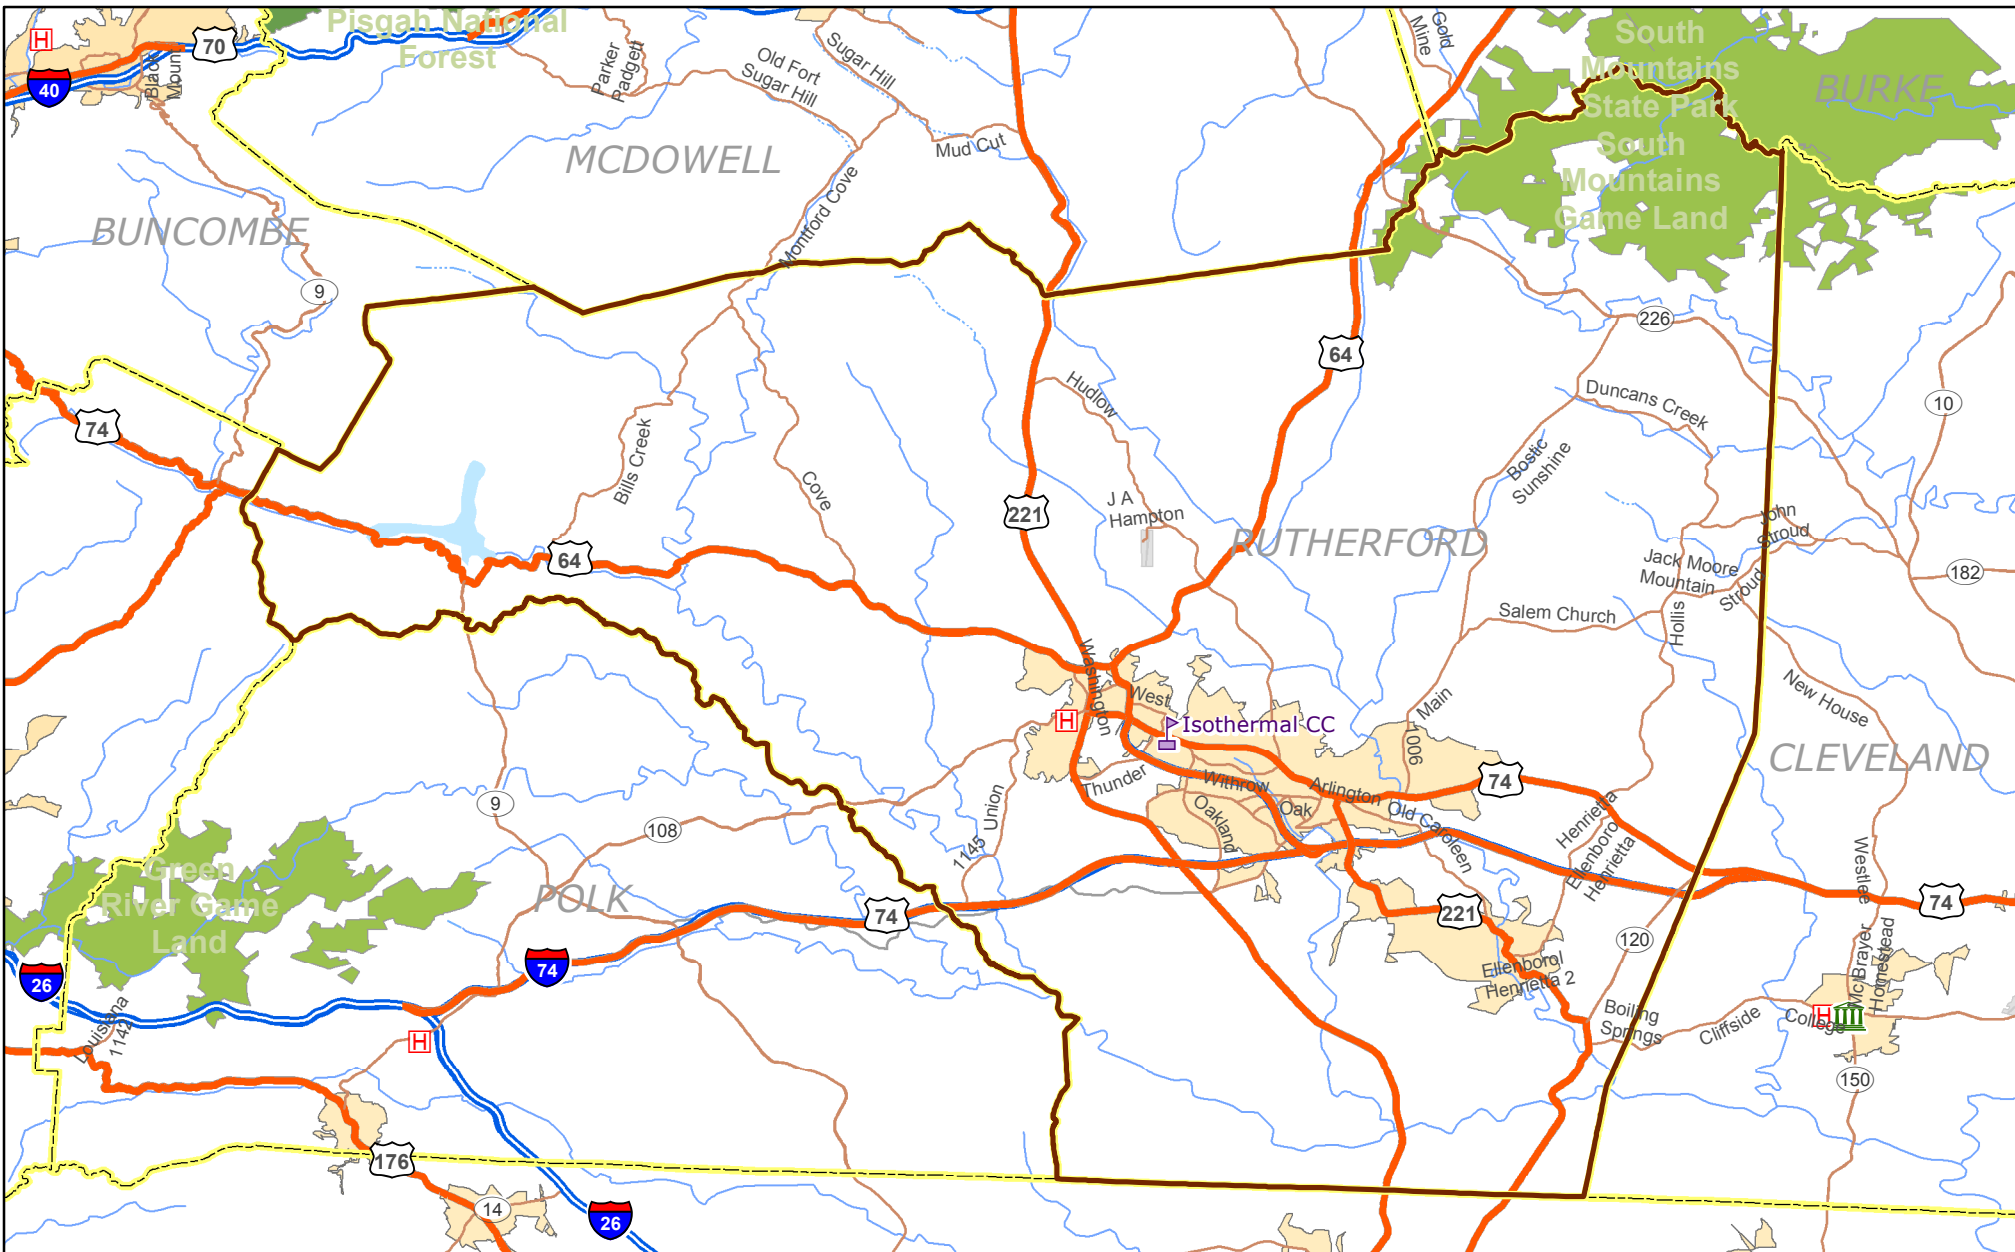 Pisgah National
Forest
H
70
40
Black
Mount
Parker
Padgett
Old Fort
Sugar Hill
Sugar Hill
Mud Cut
Gold
Mine
South
Mountains
State Park
South
Mountains
Game Land
BURKE
MCDOWELL
BUNCOMBE
Montford Cove
9
226
64
74
Hudlow
Duncans Creek
10
Bills Creek
Cove
Bostic
Sunshine
221
J A
Hampton
RUTHERFORD
John
Stroud
64
Jack Moore
Mountain
Stroud
182
Salem Church
Hollis
Washington
West
New House
Main
H
Isothermal CC
1006
CLEVELAND
Thunder
Withrow
Arlington
74
9
108
Union
1145
Oakland
Oak
Old Caroleen
Henrietta
Ellenboro
Henrietta
Westlee
Green
River Game
Land
POLK
74
221
74
120
74
26
Ellenborol
Henrietta 2
McBrayer
Homestead
Louisiana
1142
H
Boiling
Springs
Cliffside
College
H
150
176
14
26